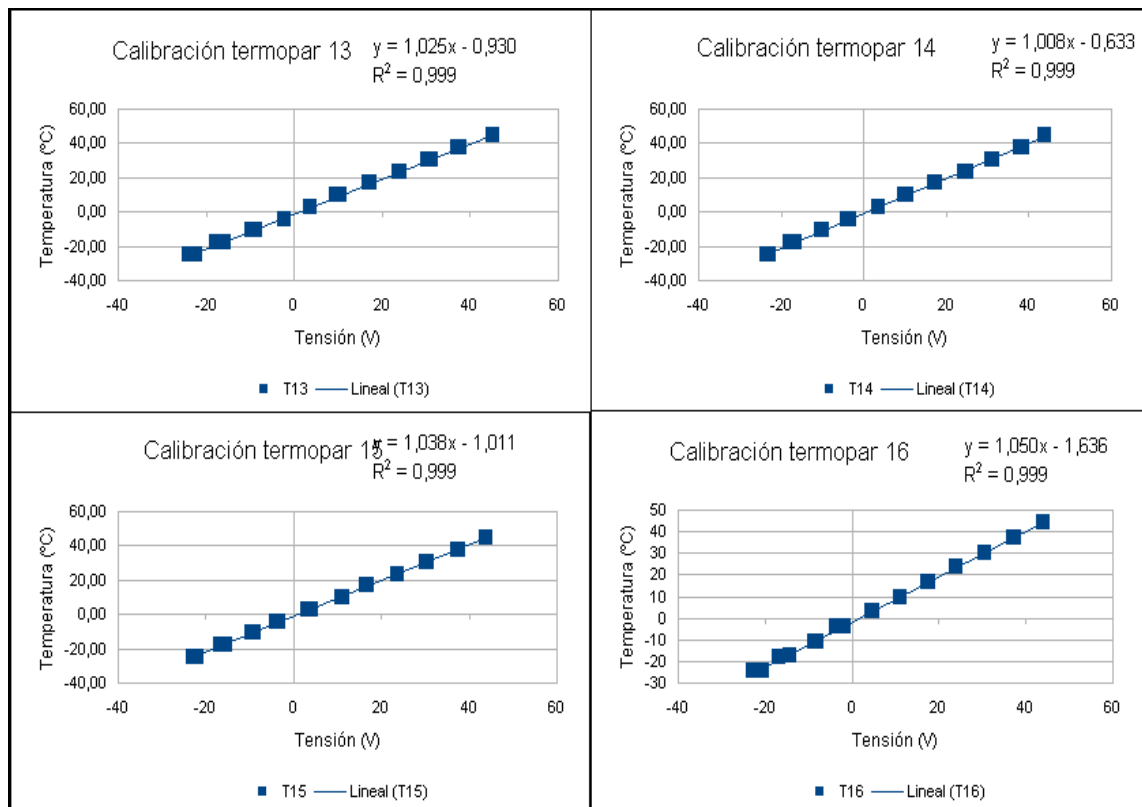 Calibración termopar 13
y = 1,025x - 0,930
R² = 0,999
60,00
40,00
20,00
0,00
-20,00
-40,00
Temperatura (ºC)
-40
-20
0
20
40
60
Tensión (V)
T13
Lineal (T13)
Calibración termopar 14
y = 1,008x - 0,633
R² = 0,999
60,00
40,00
20,00
0,00
-20,00
-40,00
Temperatura (ºC)
-40
-20
0
20
40
60
Tensión (V)
T14
Lineal (T14)
Calibración termopar 15
y = 1,038x - 1,011
R² = 0,999
60,00
40,00
20,00
0,00
-20,00
-40,00
Temperatura (ºC)
-40
-20
0
20
40
60
Tensión (V)
T15
Lineal (T15)
Calibración termopar 16
y = 1,050x - 1,636
R² = 0,999
50
40
30
20
10
0
-10
-20
-30
Temperatura (ºC)
-40
-20
0
20
40
60
Tensión (V)
T16
Lineal (T16)